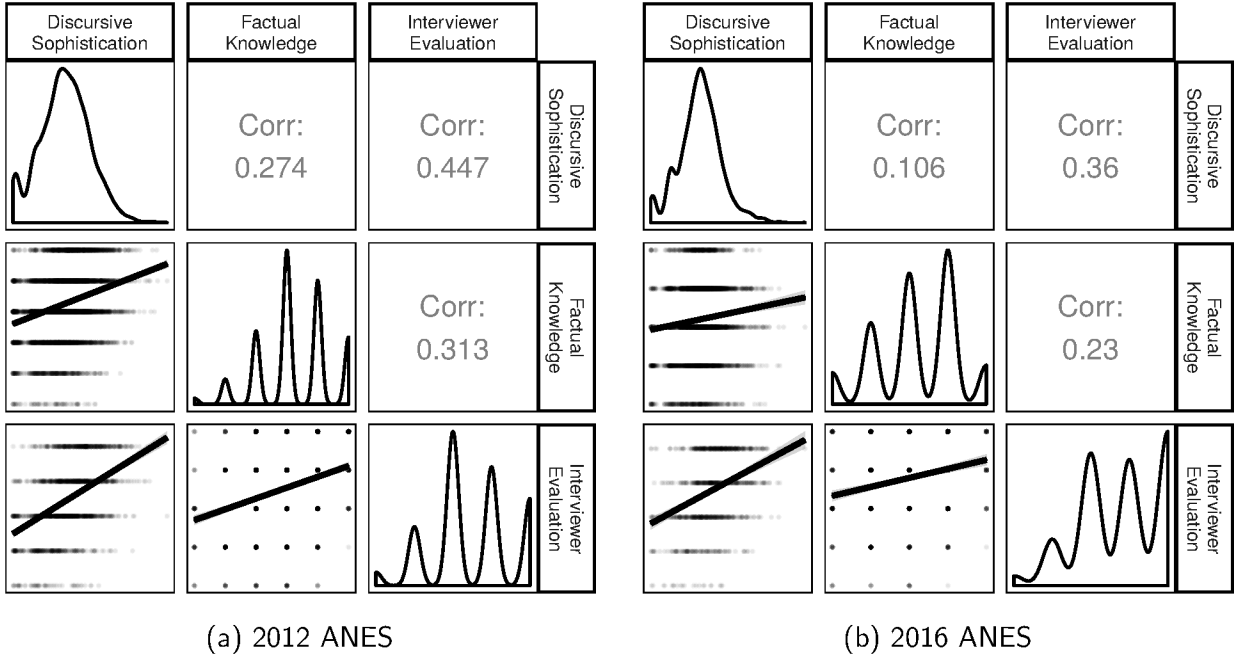 Discursive
Sophistication
Factual
Knowledge
Interviewer
Evaluation
Corr:
0.274
Corr:
0.447
Discursive
Sophistication
Corr:
0.313
Factual
Knowledge
Interviewer
Evaluation
(a) 2012 ANES
Discursive
Sophistication
Factual
Knowledge
Interviewer
Evaluation
Corr:
0.106
Corr:
0.36
Discursive
Sophistication
Corr:
0.23
Factual
Knowledge
Interviewer
Evaluation
(b) 2016 ANES